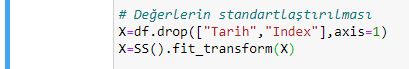 # Değerlerin standartlaştırılması
X=df.drop(["Tarih","Index"],axis=1)
X=SS().fit_transform(X)